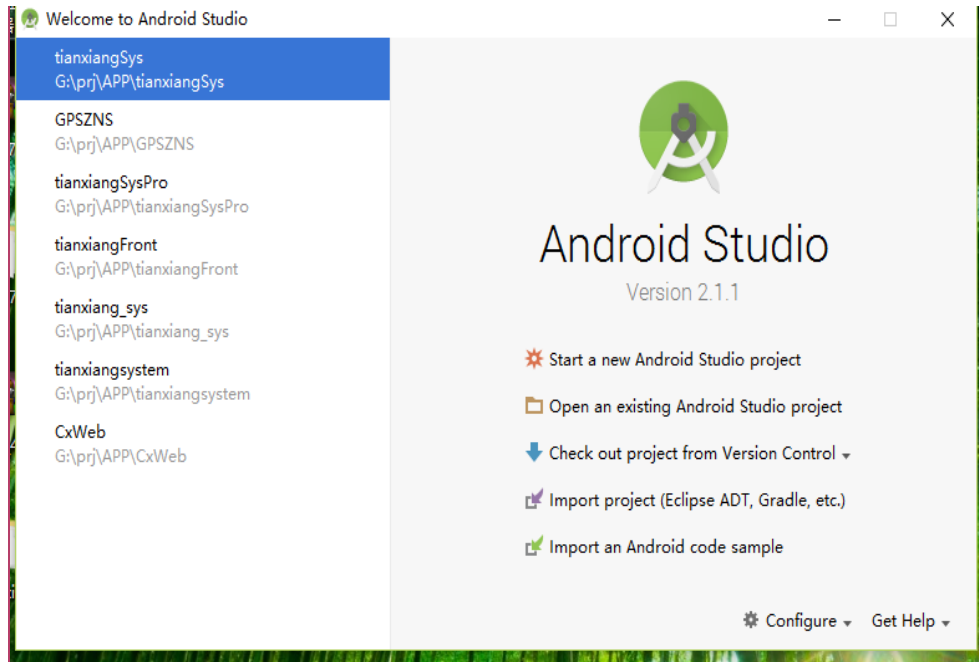 Welcome to Android Studio
tianxiangSys
G:\prj\APP\tianxiangSys
GPSZNS
G:\prj\APP\GPSZNS
tianxiangSysPro
G:\prj\APP\tianxiangSysPro
tianxiangFront
G:\prj\APP\tianxiangFront
tianxiang_sys
G:\prj\APP\tianxiang_sys
tianxiangsystem
G:\prj\APP\tianxiangsystem
CxWeb
G:\prj\APP\CxWeb
Android Studio
Version 2.1.1
Start a new Android Studio project
Open an existing Android Studio project
Check out project from Version Control
Import project (Eclipse ADT, Gradle, etc.)
Import an Android code sample
Configure Get Help